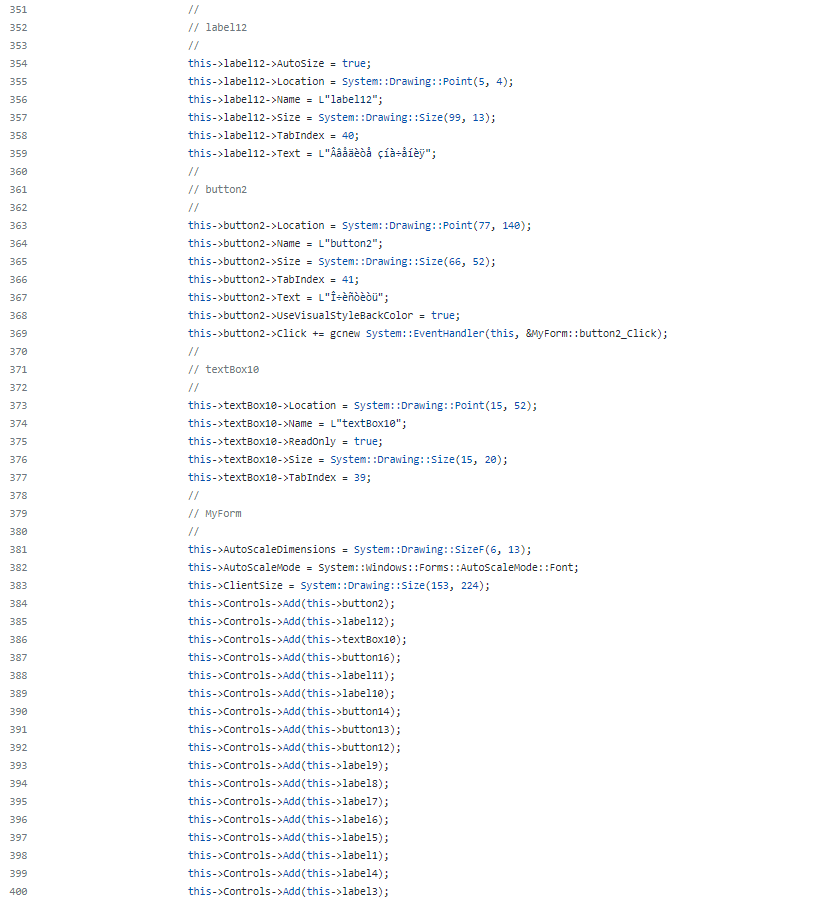 351 //
352 // label12
353 //
354 this->label12->AutoSize = true;
355 this->label12->Location = System::Drawing::Point(5, 4);
356 this->label12->Name = L"label12";
357 this->label12->Size = System::Drawing::Size(99, 13);
358 this->label12->TabIndex = 40;
359 this->label12->Text = L"Ââåäèòå çíà÷åíèÿ";
360 //
361 // button2
362 //
363 this->button2->Location = System::Drawing::Point(77, 140);
364 this->button2->Name = L"button2";
365 this->button2->Size = System::Drawing::Size(66, 52);
366 this->button2->TabIndex = 41;
367 this->button2->Text = L"Î÷èñòèòü";
368 this->button2->UseVisualStyleBackColor = true;
369 this->button2->Click += gcnew System::EventHandler(this, &MyForm::button2_Click);
370 //
371 // textBox10
372 //
373 this->textBox10->Location = System::Drawing::Point(15, 52);
374 this->textBox10->Name = L"textBox10";
375 this->textBox10->ReadOnly = true;
376 this->textBox10->Size = System::Drawing::Size(15, 20);
377 this->textBox10->TabIndex = 39;
378 //
379 // MyForm
380 //
381 this->AutoScaleDimensions = System::Drawing::SizeF(6, 13);
382 this->AutoScaleMode = System::Windows::Forms::AutoScaleMode::Font;
383 this->ClientSize = System::Drawing::Size(153, 224);
384 this->Controls->Add(this->button2);
385 this->Controls->Add(this->label12);
386 this->Controls->Add(this->textBox10);
387 this->Controls->Add(this->button16);
388 this->Controls->Add(this->label11);
389 this->Controls->Add(this->label10);
390 this->Controls->Add(this->button14);
391 this->Controls->Add(this->button13);
392 this->Controls->Add(this->button12);
393 this->Controls->Add(this->label9);
394 this->Controls->Add(this->label8);
395 this->Controls->Add(this->label7);
396 this->Controls->Add(this->label6);
397 this->Controls->Add(this->label5);
398 this->Controls->Add(this->label1);
399 this->Controls->Add(this->label4);
400 this->Controls->Add(this->label3);